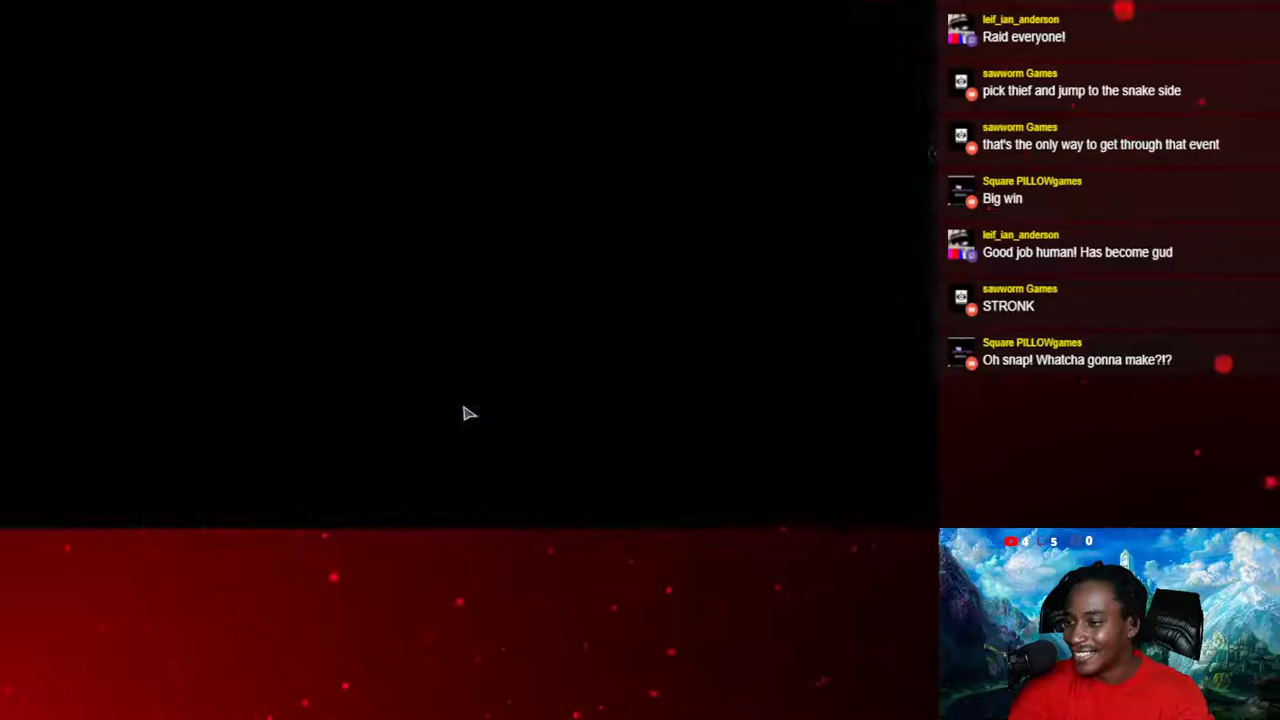 leif_ian_anderson
Raid everyone!
sawworm Games
pick thief and jump to the snake side
sawworm Games
that's the only way to get through that event
Square PILLOWgames
Big win
leif_ian_anderson
Good job human! Has become gud
sawworm Games
STRONK
Square PILLOWgames
Oh snap! Whatcha gonna make?!?
4 5 0